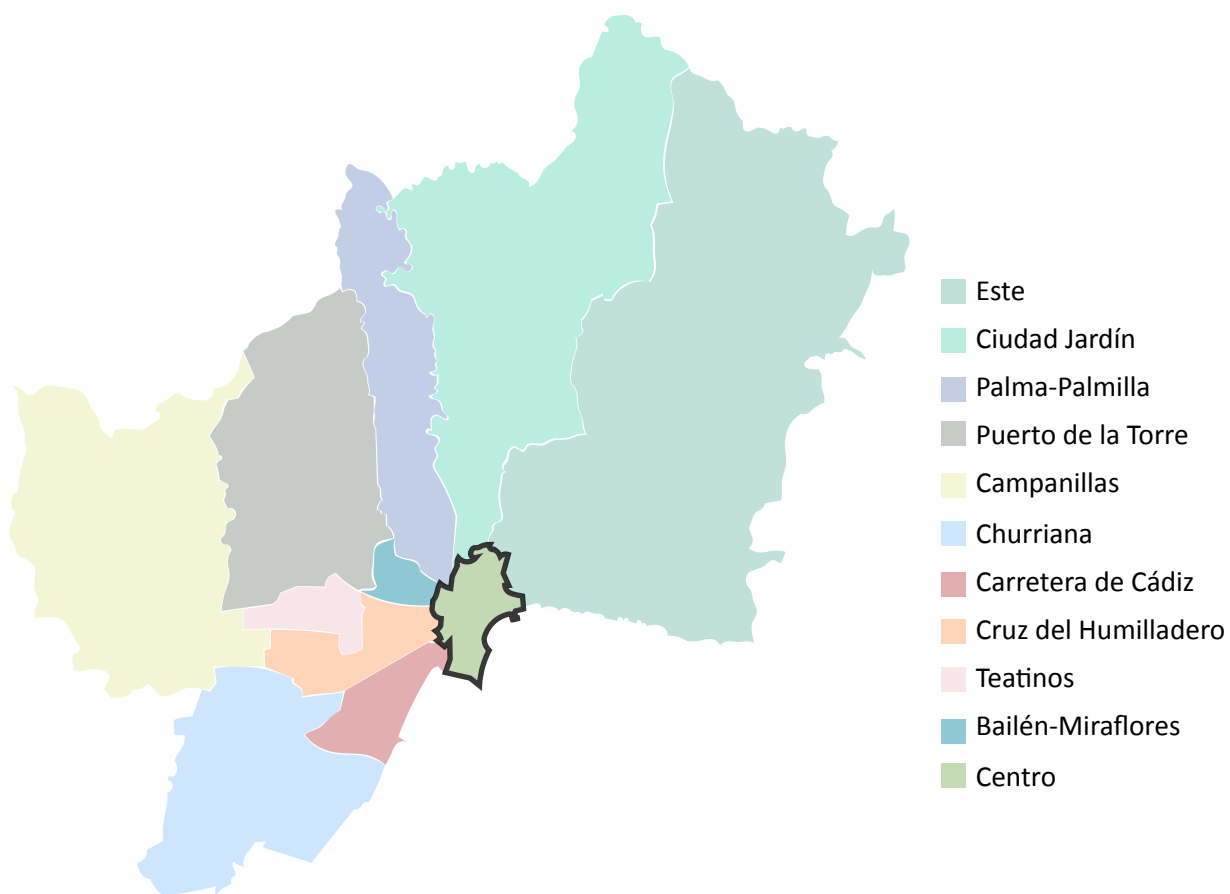 Este
Ciudad Jardín
Palma-Palmilla
Puerto de la Torre
Campanillas
Churriana
Carretera de Cádiz
Cruz del Humilladero
Teatinos
Bailén-Miraflores
Centro